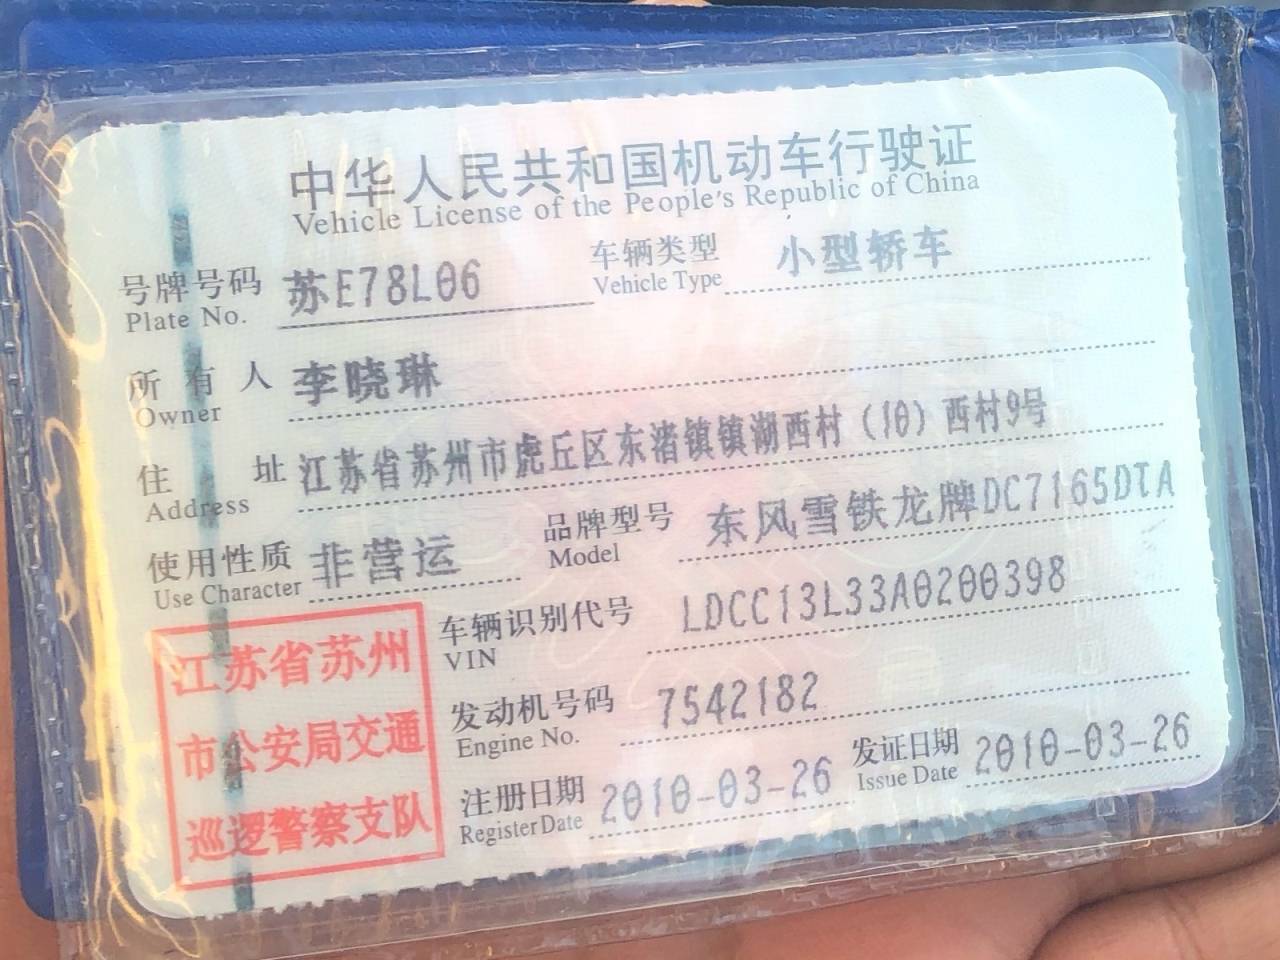 中华人民共和国机动车行驶证
Vehicle License of the People's Republic of China
号牌号码 苏E78L06 车辆类型 小型轿车
Plate No. Vehicle Type
所有人 李晓琳
Owner
住址 江苏省苏州市虎丘区东渚镇镇湖西村（10）西村9号
Address
使用性质 非营运 品牌型号 东风雪铁龙牌DC7165DTA
Use Character Model
车辆识别代号 LDCC13L33A0200398
VIN
发动机号码 7542182
Engine No.
注册日期 2010-03-26 发证日期 2010-03-26
Register Date Issue Date
江苏省苏州
市公安局交通
巡逻警察支队